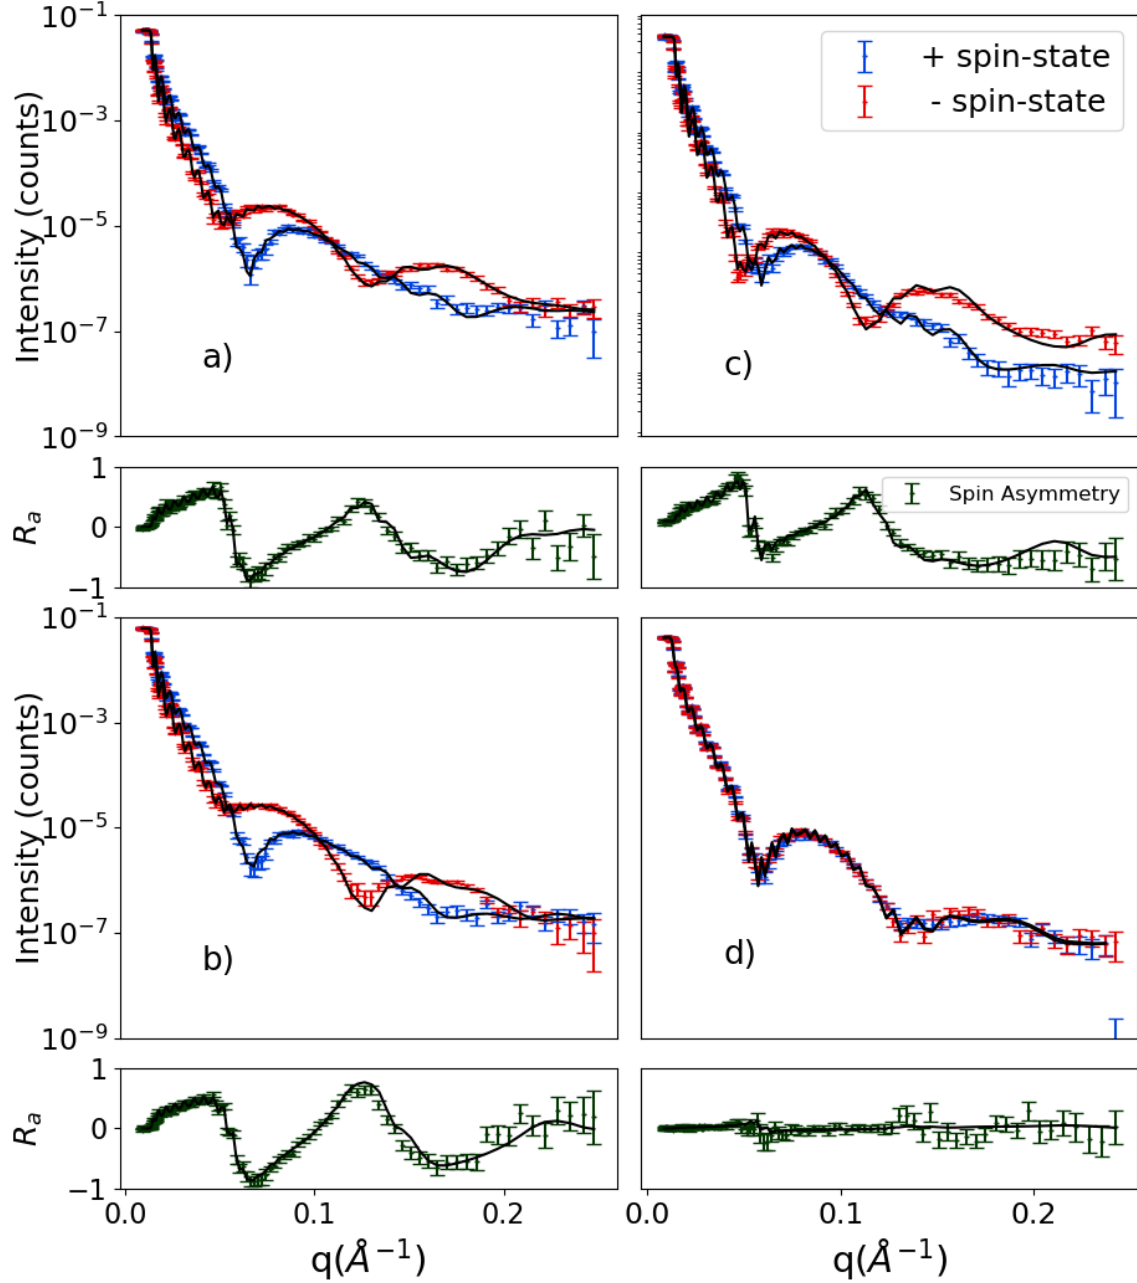 10⁻¹
10⁻³
10⁻⁵
10⁻⁷
10⁻⁹
Intensity (counts)
a)
+ spin-state
- spin-state
c)
1
0
−1
R_a
Spin Asymmetry
10⁻¹
10⁻³
10⁻⁵
10⁻⁷
10⁻⁹
Intensity (counts)
b)
d)
1
0
−1
R_a
0.0 0.1 0.2
0.0 0.1 0.2
q(Å⁻¹)
q(Å⁻¹)